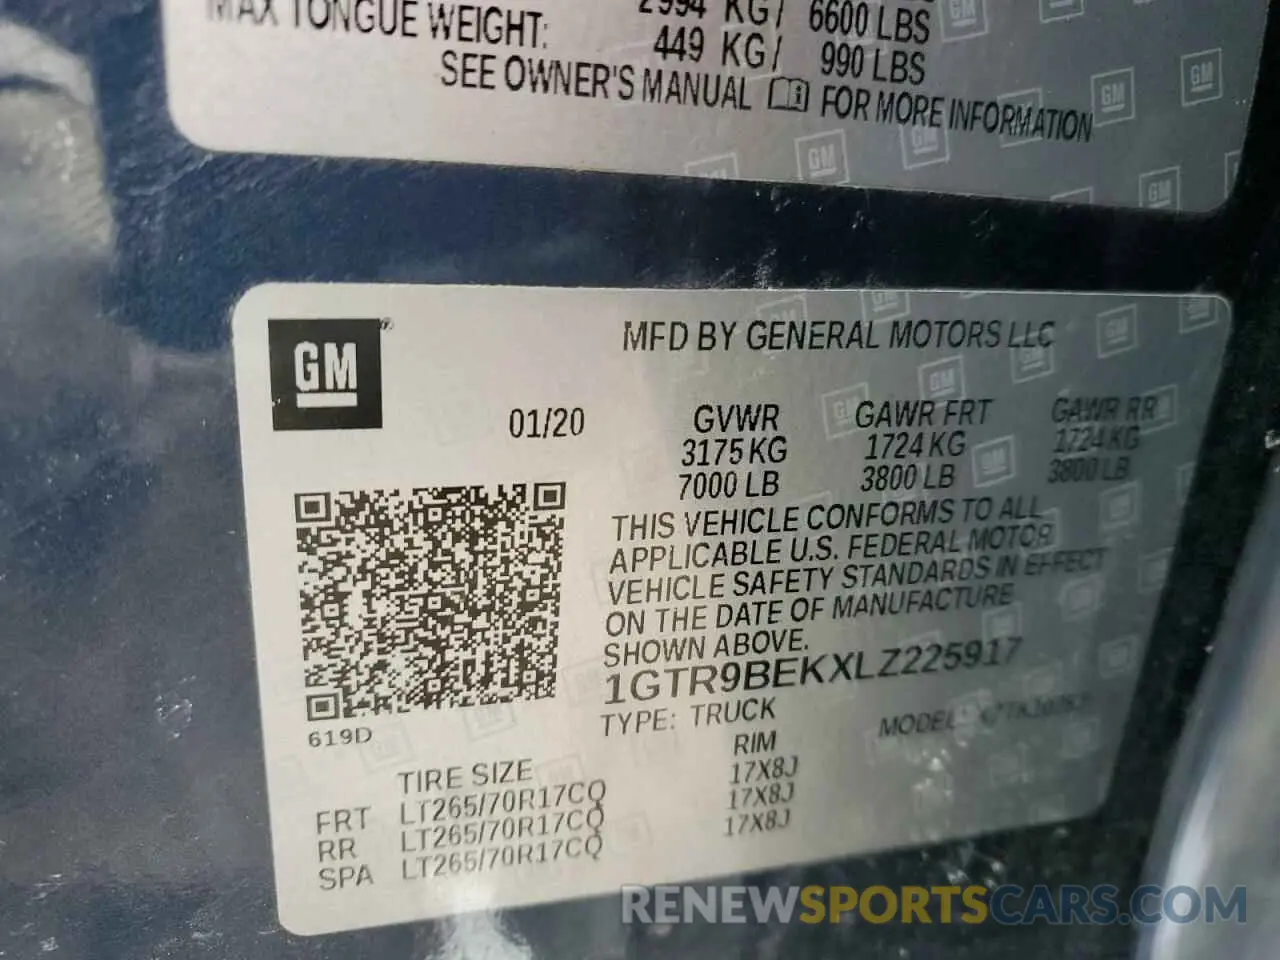 MAX TONGUE WEIGHT:
2994 KG/ 6600 LBS
449 KG/ 990 LBS
SEE OWNER'S MANUAL FOR MORE INFORMATION
GM
MFD BY GENERAL MOTORS LLC
01/20
GVWR GAWR FRT GAWR RR
3175 KG 1724 KG 1724 KG
7000 LB 3800 LB 3800 LB
THIS VEHICLE CONFORMS TO ALL
APPLICABLE U.S. FEDERAL MOTOR
VEHICLE SAFETY STANDARDS IN EFFECT
ON THE DATE OF MANUFACTURE
SHOWN ABOVE.
1GTR9BEKXLZ225917
TYPE: TRUCK MODEL:
619D
TIRE SIZE RIM
FRT LT265/70R17CQ 17X8J
RR LT265/70R17CQ 17X8J
SPA LT265/70R17CQ 17X8J
RENEWSPORTSCARS.COM